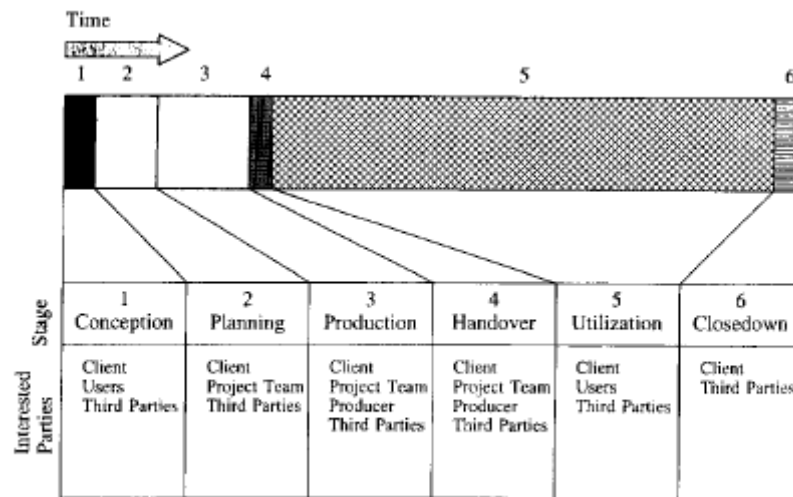 Time
1 2 3 4 5 6
Stage
1 2 3 4 5 6
Conception Planning Production Handover Utilization Closedown
Interested
Parties
Client
Users
Third Parties
Client
Project Team
Third Parties
Client
Project Team
Producer
Third Parties
Client
Project Team
Producer
Third Parties
Client
Users
Third Parties
Client
Third Parties